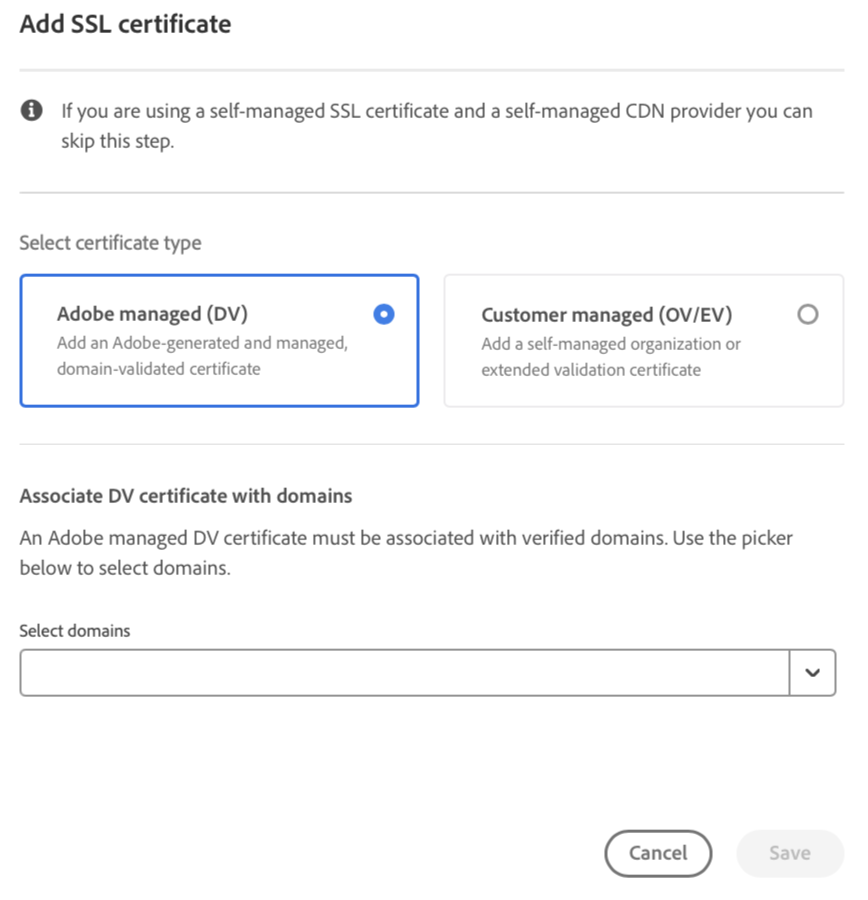 Add SSL certificate
If you are using a self-managed SSL certificate and a self-managed CDN provider you can
skip this step.
Select certificate type
Adobe managed (DV)
Add an Adobe-generated and managed,
domain-validated certificate
Customer managed (OV/EV)
Add a self-managed organization or
extended validation certificate
Associate DV certificate with domains
An Adobe managed DV certificate must be associated with verified domains. Use the picker
below to select domains.
Select domains
Cancel
Save